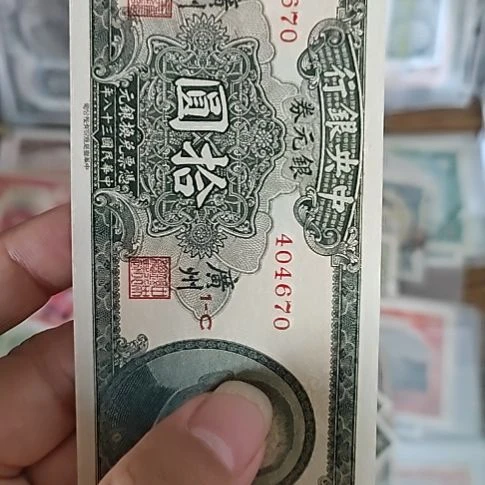 中央銀行
銀元券
670
404670
拾圓
廣州
廣州
1-C
憑票兌換銀元
中華民國三十八年